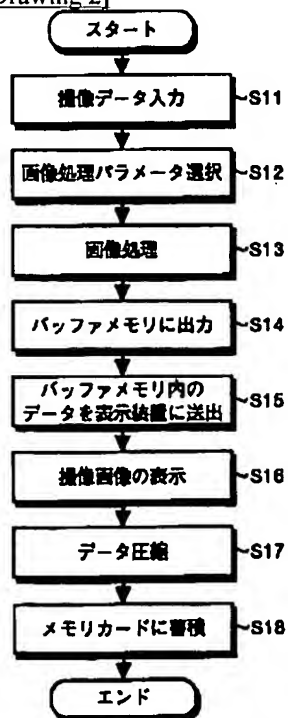 Drawing 2]
スタート
撮像データ入力 S11
画像処理パラメータ選択 S12
画像処理 S13
バッファメモリに出力 S14
バッファメモリ内の
データを表示装置に送出 S15
撮像画像の表示 S16
データ圧縮 S17
メモリカードに蓄積 S18
エンド